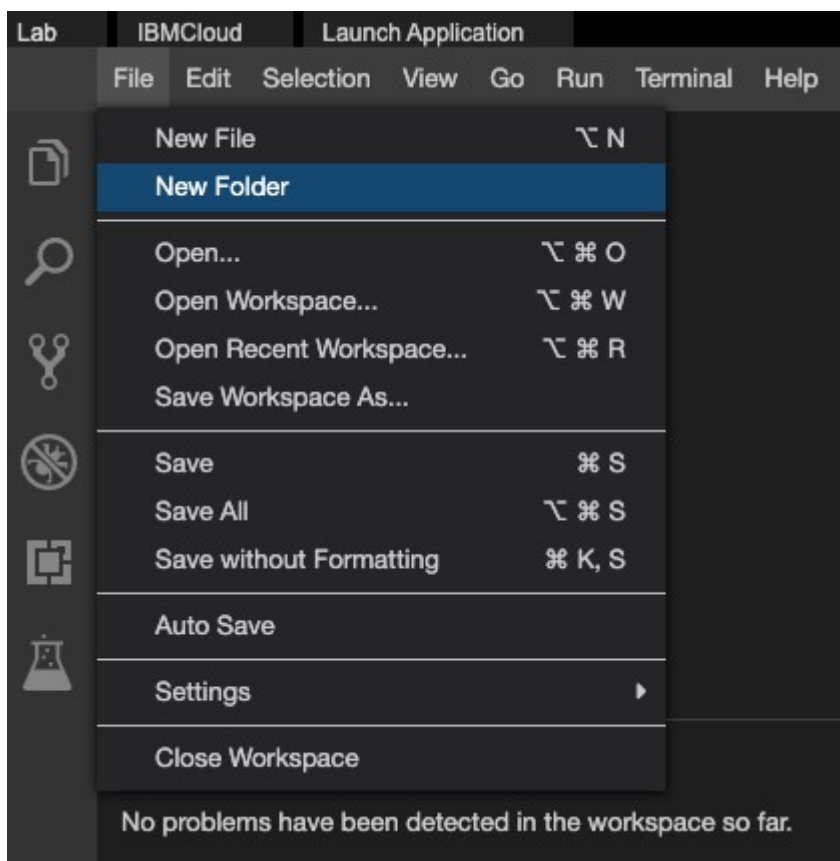 Lab IBMCloud Launch Application
File Edit Selection View Go Run Terminal Help
New File ⌥ N
New Folder
Open... ⌥ ⌘ O
Open Workspace... ⌥ ⌘ W
Open Recent Workspace... ⌥ ⌘ R
Save Workspace As...
Save ⌘ S
Save All ⌥ ⌘ S
Save without Formatting ⌘ K, S
Auto Save
Settings
Close Workspace
No problems have been detected in the workspace so far.